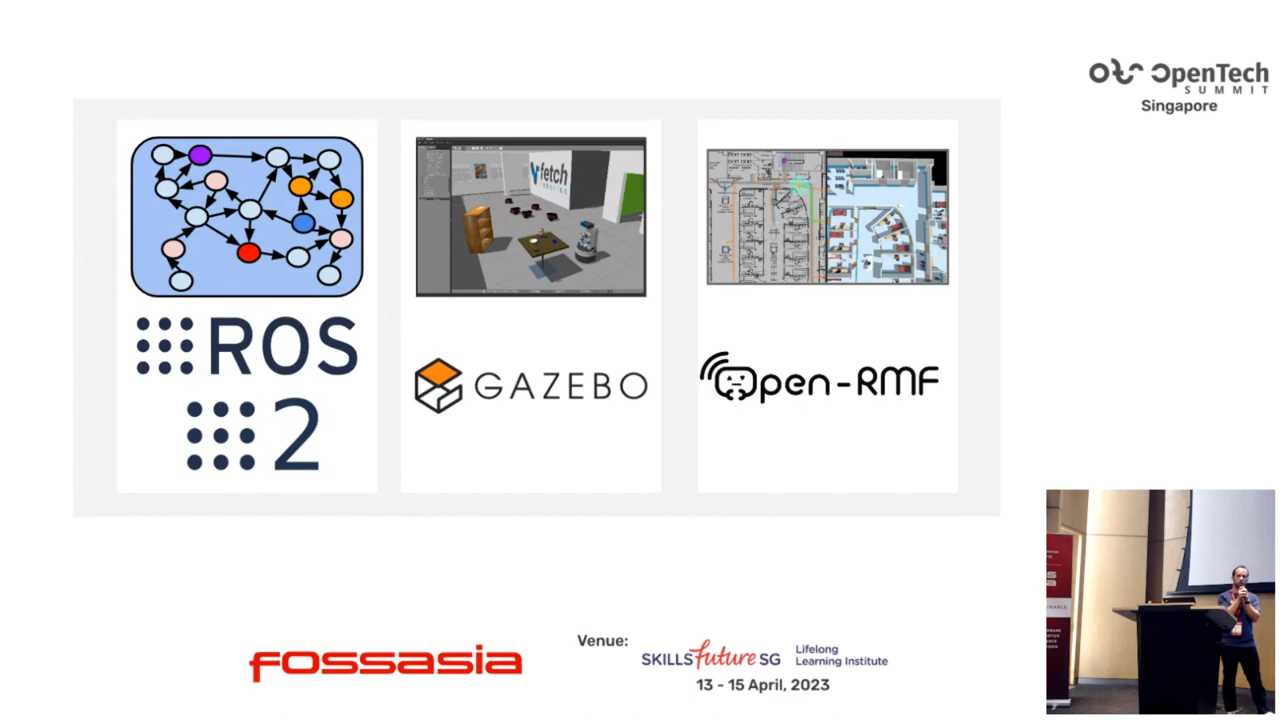 OpenTech
SUMMIT
Singapore
fetch
robotics
ROS
2
GAZEBO
Open-RMF
fossasia
Venue:
SKILLSfuture SG
Lifelong
Learning Institute
13 - 15 April, 2023